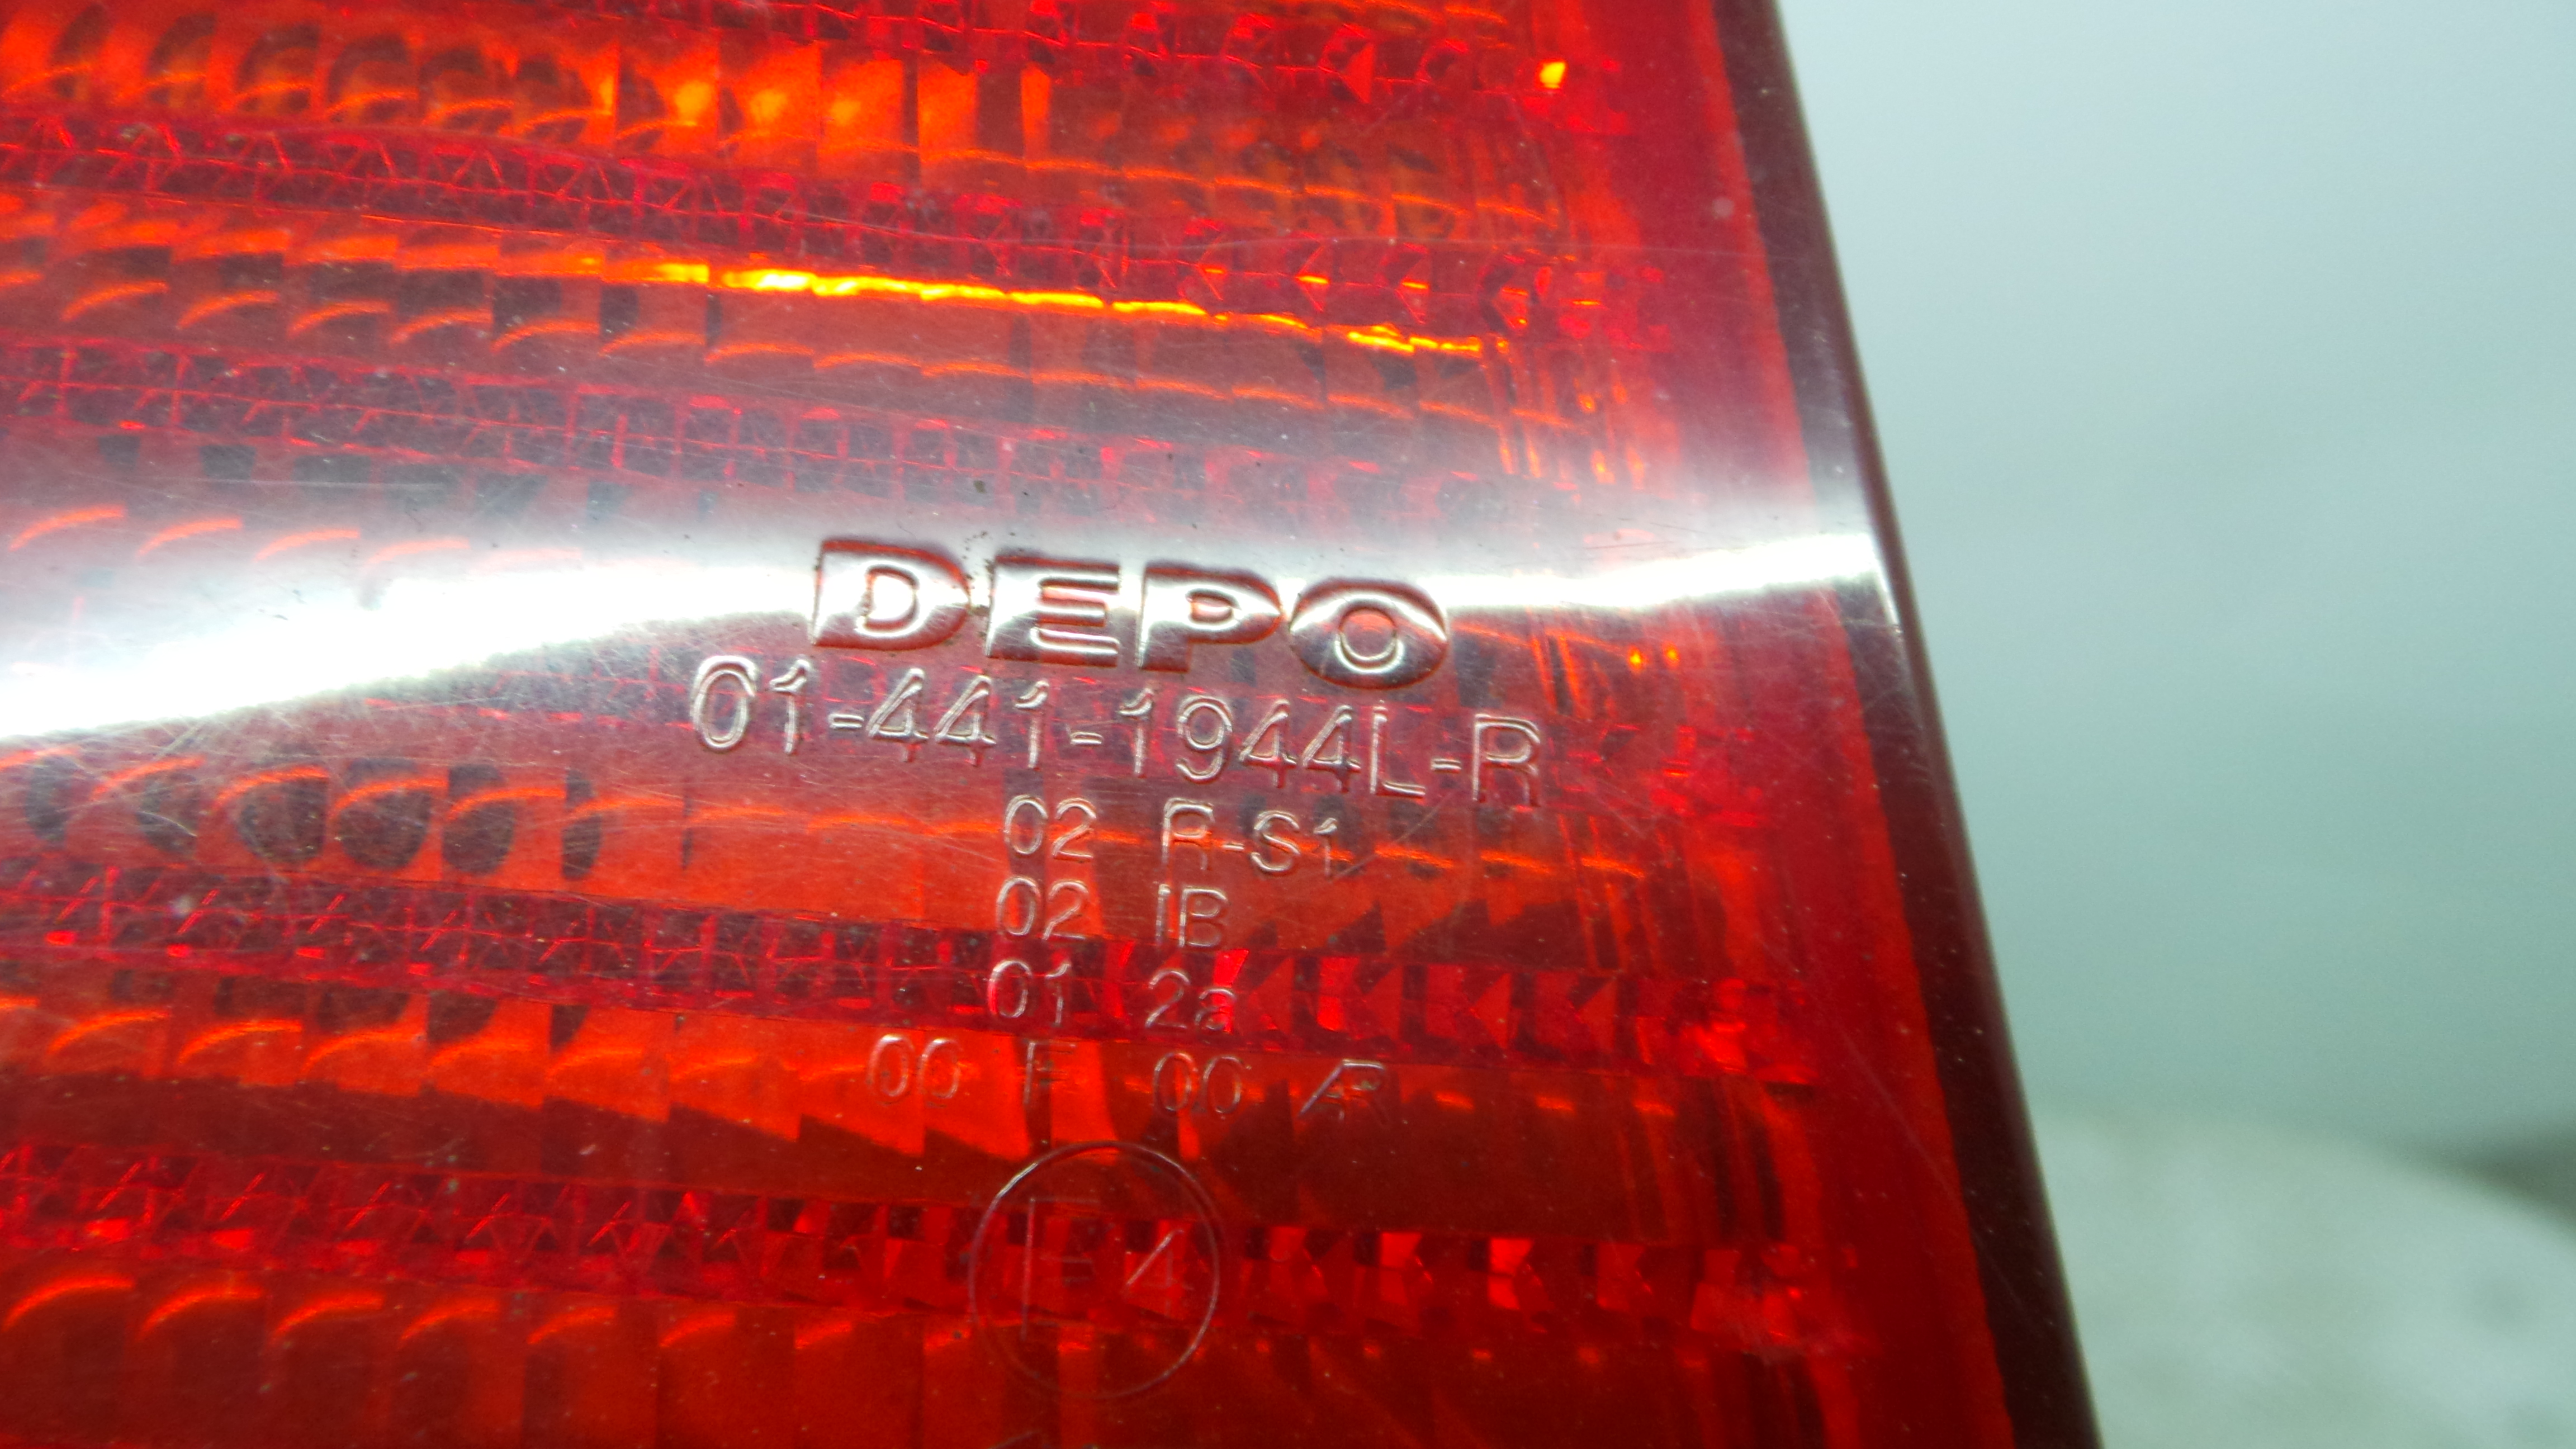 DEPO
01-441-1944L-R
02 R-S1
02 IB
01 2a
00 F 00 AR
E4